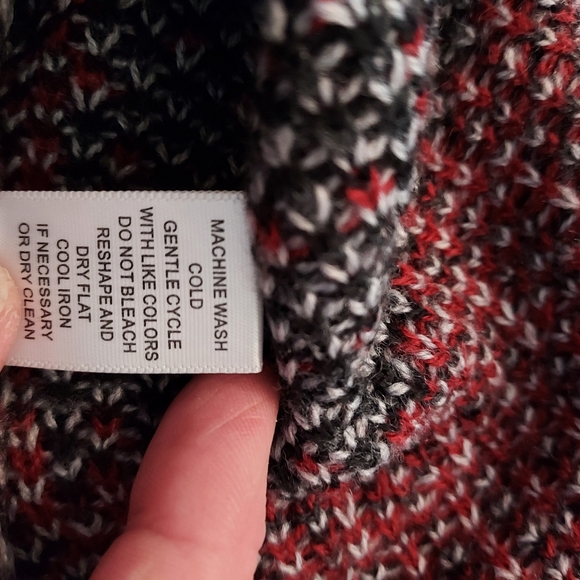 MACHINE WASH
COLD
GENTLE CYCLE
WITH LIKE COLORS
DO NOT BLEACH
RESHAPE AND
DRY FLAT
COOL IRON
IF NECESSARY
OR DRY CLEAN